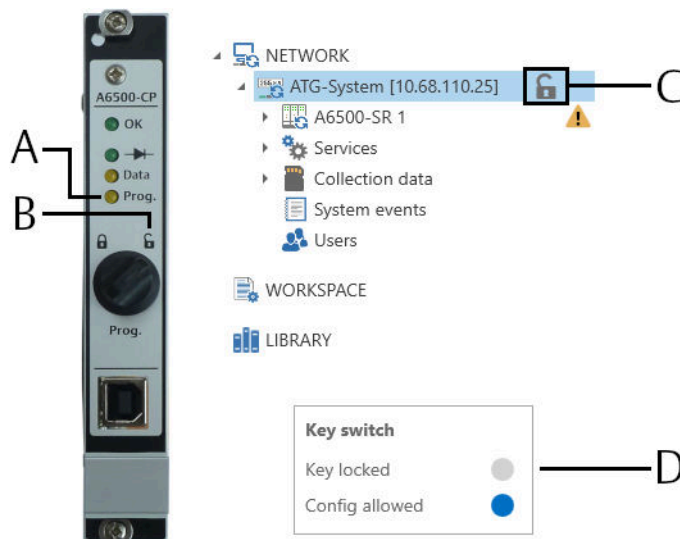 A6500-CP
OK
Data
Prog.
Prog.
A
B
NETWORK
ATG-System [10.68.110.25]
A6500-SR 1
Services
Collection data
System events
Users
WORKSPACE
LIBRARY
C
Key switch
Key locked
Config allowed
D